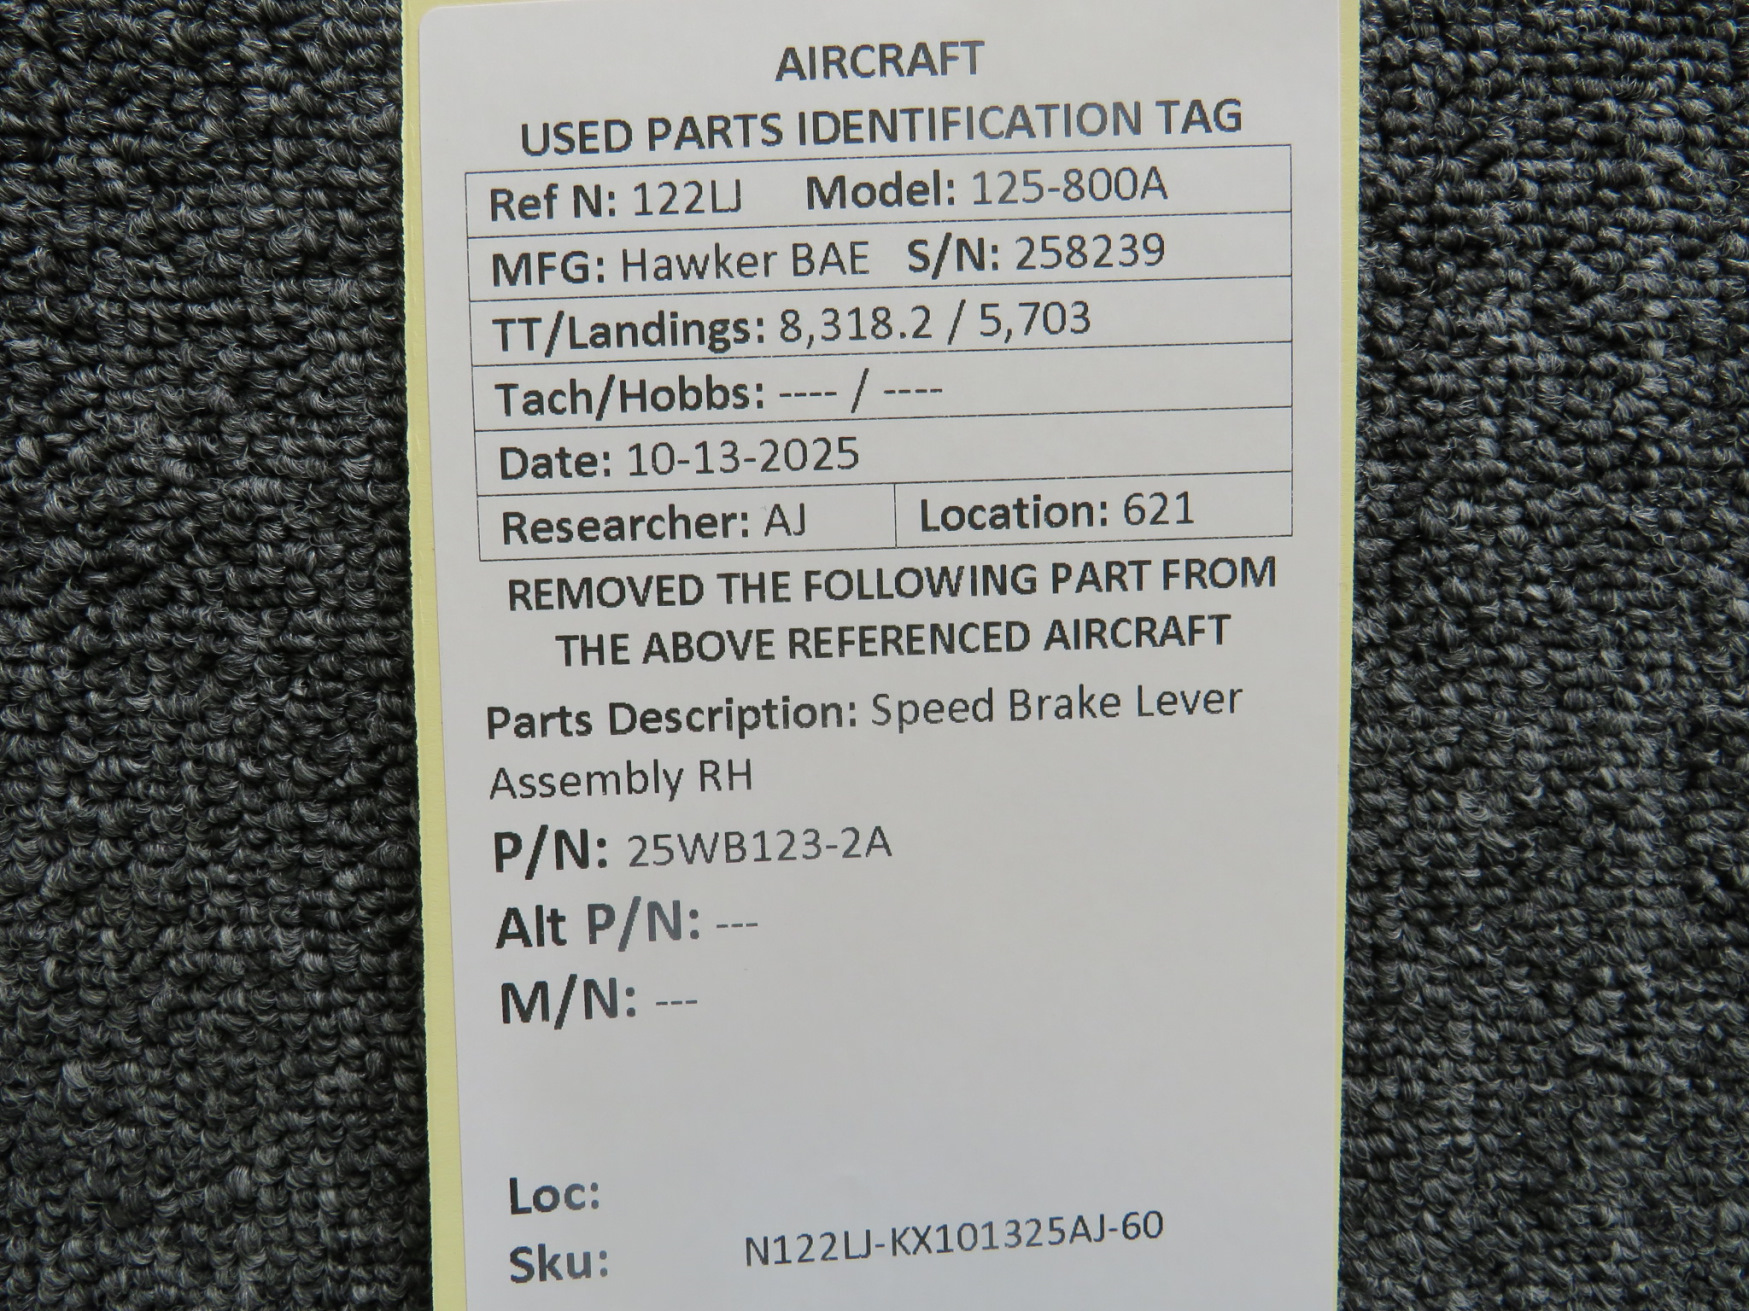 AIRCRAFT
USED PARTS IDENTIFICATION TAG
Ref N: 122LJ Model: 125-800A
MFG: Hawker BAE S/N: 258239
TT/Landings: 8,318.2 / 5,703
Tach/Hobbs: ---- / ----
Date: 10-13-2025
Researcher: AJ Location: 621
REMOVED THE FOLLOWING PART FROM
THE ABOVE REFERENCED AIRCRAFT
Parts Description: Speed Brake Lever
Assembly RH
P/N: 25WB123-2A
Alt P/N: ---
M/N: ---
Loc:
Sku: N122LJ-KX101325AJ-60